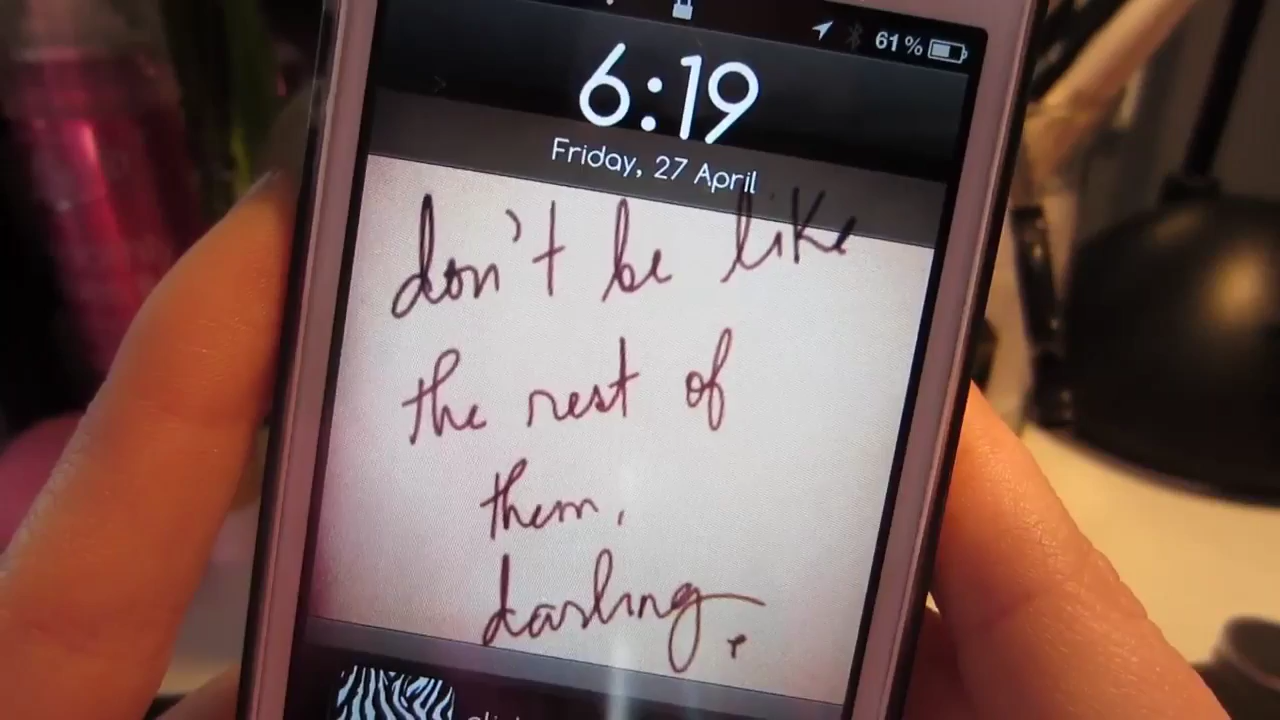 61%
6:19
Friday, 27 April
don't be like
the rest of
them,
darling.